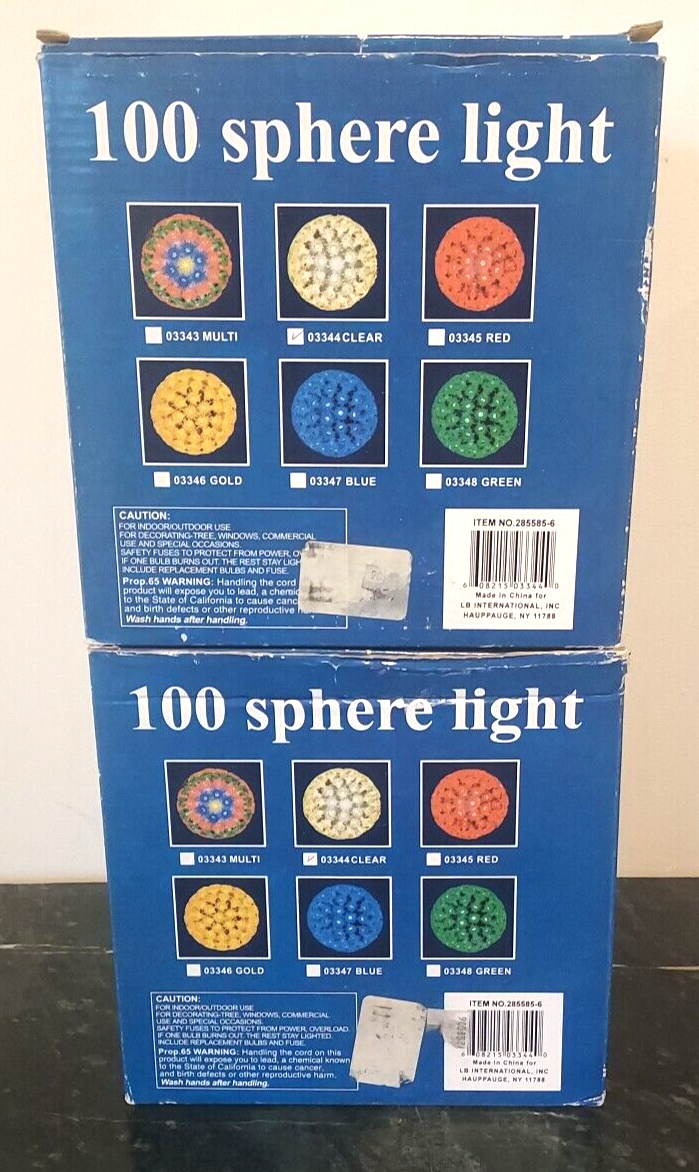 100 sphere light
03343 MULTI
03344 CLEAR
03345 RED
03346 GOLD
03347 BLUE
03348 GREEN
CAUTION:
FOR INDOOR/OUTDOOR USE
FOR DECORATING-TREE, WINDOWS, COMMERCIAL
USE AND SPECIAL OCCASIONS.
SAFETY FUSES TO PROTECT FROM POWER,
IF ONE BULB BURNS OUT, THE REST STAY
INCLUDE REPLACEMENT BULBS AND FUSE.
Prop.65 WARNING: Handling the cord
product will expose you to lead, a
to the State of California to cause
and birth defects or other reproductive
Wash hands after handling.
ITEM NO.285585-6
6 08215 03344 0
Made in China for
LB INTERNATIONAL, INC
HAUPPAUGE, NY 11788
100 sphere light
03343 MULTI
03344 CLEAR
03345 RED
03346 GOLD
03347 BLUE
03348 GREEN
CAUTION:
FOR INDOOR/OUTDOOR USE
FOR DECORATING-TREE, WINDOWS, COMMERCIAL
USE AND SPECIAL OCCASIONS.
SAFETY FUSES TO PROTECT FROM POWER, OVERLOAD.
IF ONE BULB BURNS OUT, THE REST STAY LIGHTED.
INCLUDE REPLACEMENT BULBS AND FUSE.
Prop.65 WARNING: Handling the cord on this
product will expose you to lead, a chemical known
to the State of California to cause cancer,
and birth defects or other reproductive harm.
Wash hands after handling.
ITEM NO.285585-6
6 08215 03344 0
Made in China for
LB INTERNATIONAL, INC
HAUPPAUGE, NY 11788